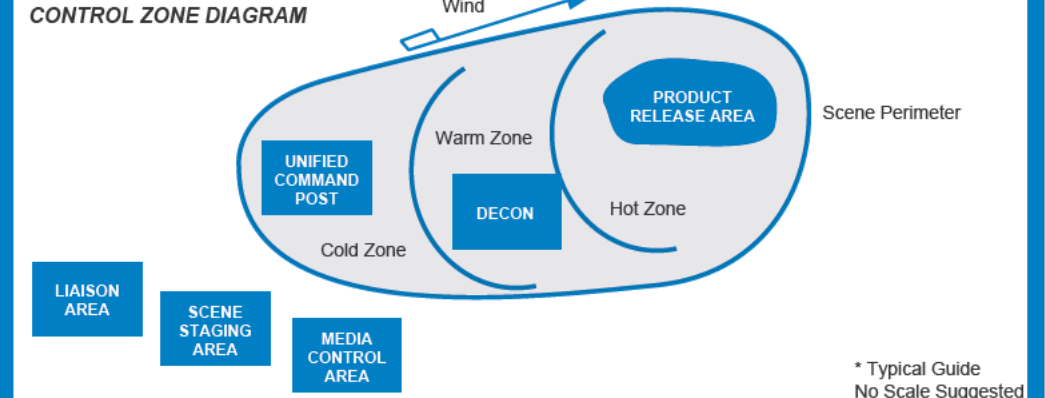 CONTROL ZONE DIAGRAM
Wind
PRODUCT
RELEASE AREA
Scene Perimeter
Warm Zone
UNIFIED
COMMAND
POST
DECON
Hot Zone
Cold Zone
LIAISON
AREA
SCENE
STAGING
AREA
MEDIA
CONTROL
AREA
* Typical Guide
No Scale Suggested